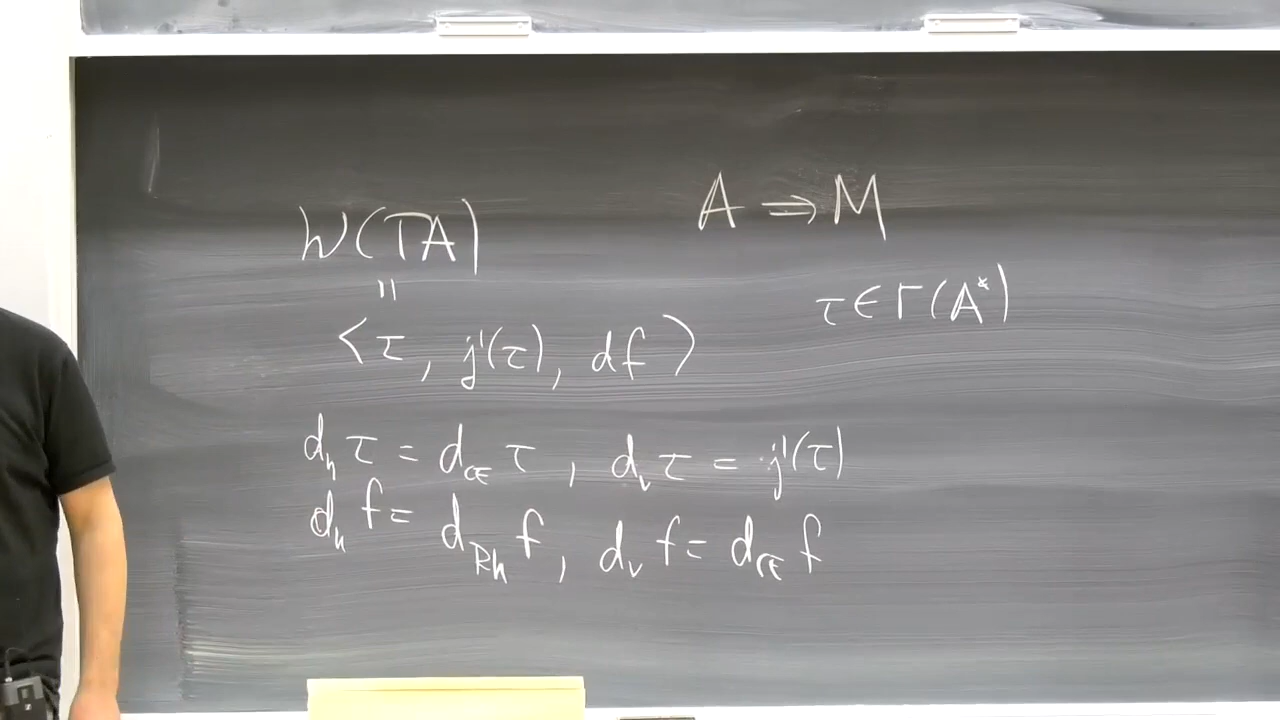 W(TA)
A ⇒ M
"
τ ∈ Γ(A*)
⟨τ, j¹(τ), df⟩
d_h τ = d_CE τ, d_v τ = j¹(τ)
d_h f = d_Rh f, d_v f = d_CE f